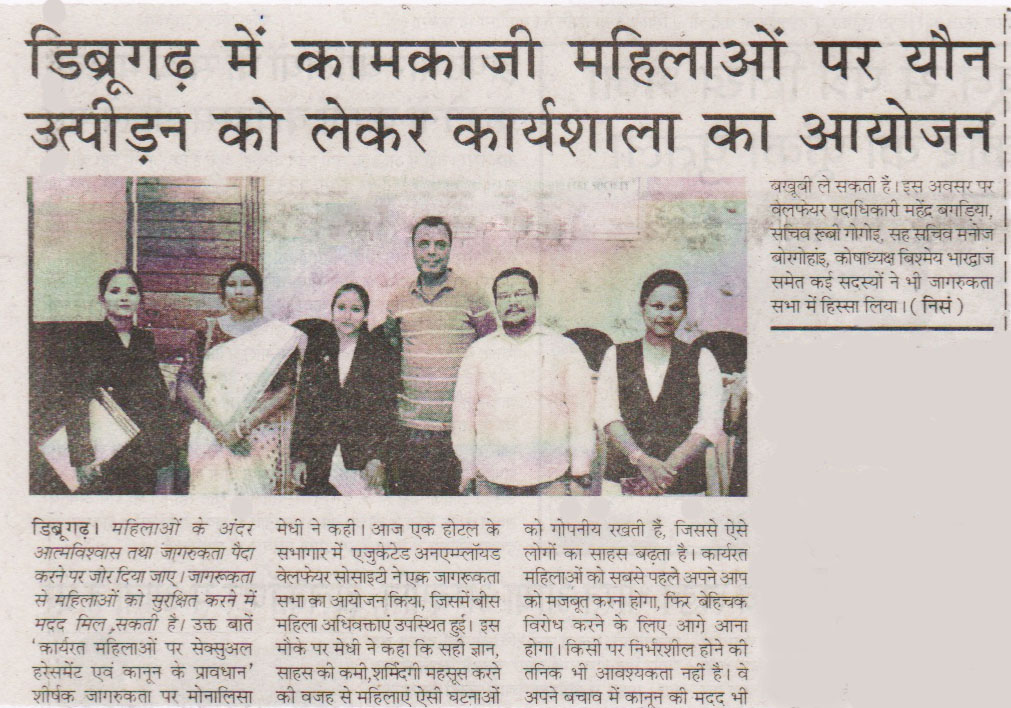 डिब्रूगढ़ में कामकाजी महिलाओं पर यौन
उत्पीड़न को लेकर कार्यशाला का आयोजन
डिब्रूगढ़। महिलाओं के अंदर
आत्मविश्वास तथा जागरुकता पैदा
करने पर जोर दिया जाए। जागरूकता
से महिलाओं को सुरक्षित करने में
मदद मिल सकती है। उक्त बातें
'कार्यरत महिलाओं पर सेक्सुअल
हरेसमेंट एवं कानून के प्रावधान'
शीर्षक जागरुकता पर मोनालिसा
मेधी ने कही। आज एक होटल के
सभागार में एजुकेटेड अनएम्प्लॉयड
वेलफेयर सोसाइटी ने एक जागरूकता
सभा का आयोजन किया, जिसमें बीस
महिला अधिवक्ताएं उपस्थित हुईं। इस
मौके पर मेधी ने कहा कि सही ज्ञान,
साहस की कमी,शर्मिंदगी महसूस करने
की वजह से महिलाएं ऐसी घटनाओं
को गोपनीय रखती है, जिससे ऐसे
लोगों का साहस बढ़ता है। कार्यरत
महिलाओं को सबसे पहले अपने आप
को मजबूत करना होगा, फिर बेहिचक
विरोध करने के लिए आगे आना
होगा। किसी पर निर्भरशील होने की
तनिक भी आवश्यकता नहीं है। वे
अपने बचाव में कानून की मदद भी
बखूबी ले सकती है। इस अवसर पर
वेलफेयर पदाधिकारी महेंद्र बगड़िया,
सचिव रूबी गोगोइ, सह सचिव मनोज
बोरगोहांइ, कोषाध्यक्ष बिश्मेय भारद्वाज
समेत कई सदस्यों ने भी जागरुकता
सभा में हिस्सा लिया। ( निसं )